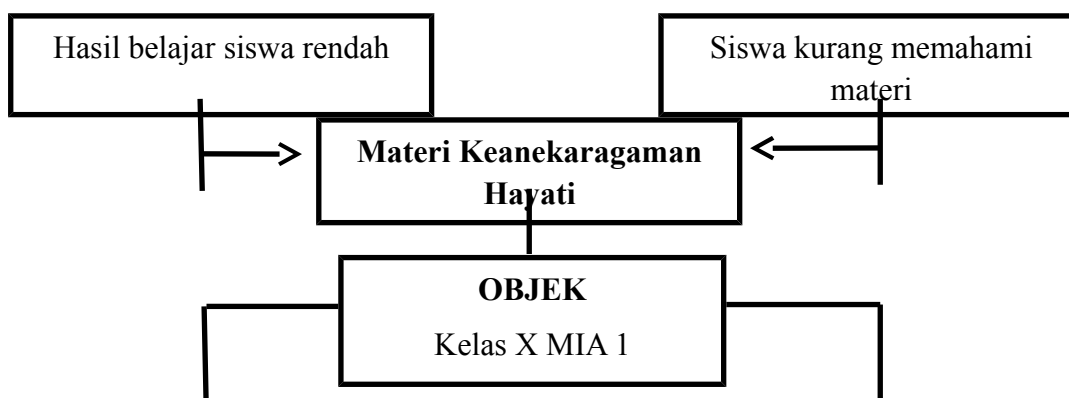 Hasil belajar siswa rendah
Siswa kurang memahami
materi
Materi Keanekaragaman
Hayati
OBJEK
Kelas X MIA 1